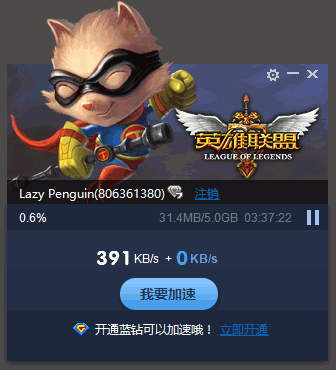 英雄联盟
LEAGUE OF LEGENDS
Lazy Penguin(806361380) 注銷
0.6% 31.4MB/5.0GB 03:37:22
391 KB/s + 0 KB/s
我要加速
开通蓝钻可以加速哦！ 立即开通